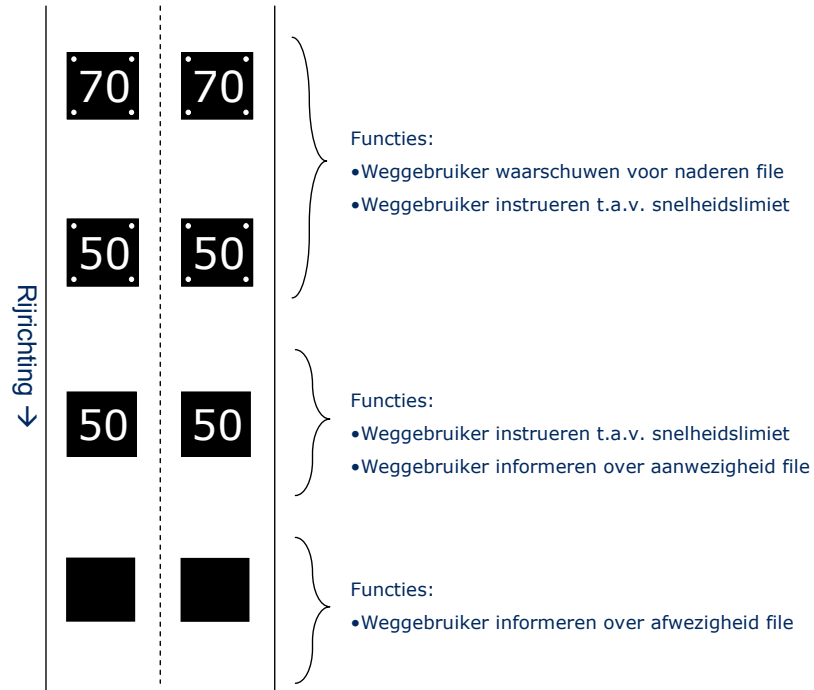 70 70
Functies:
•Weggebruiker waarschuwen voor naderen file
•Weggebruiker instrueren t.a.v. snelheidslimiet
50 50
Rijrichting →
50 50
Functies:
•Weggebruiker instrueren t.a.v. snelheidslimiet
•Weggebruiker informeren over aanwezigheid file
Functies:
•Weggebruiker informeren over afwezigheid file